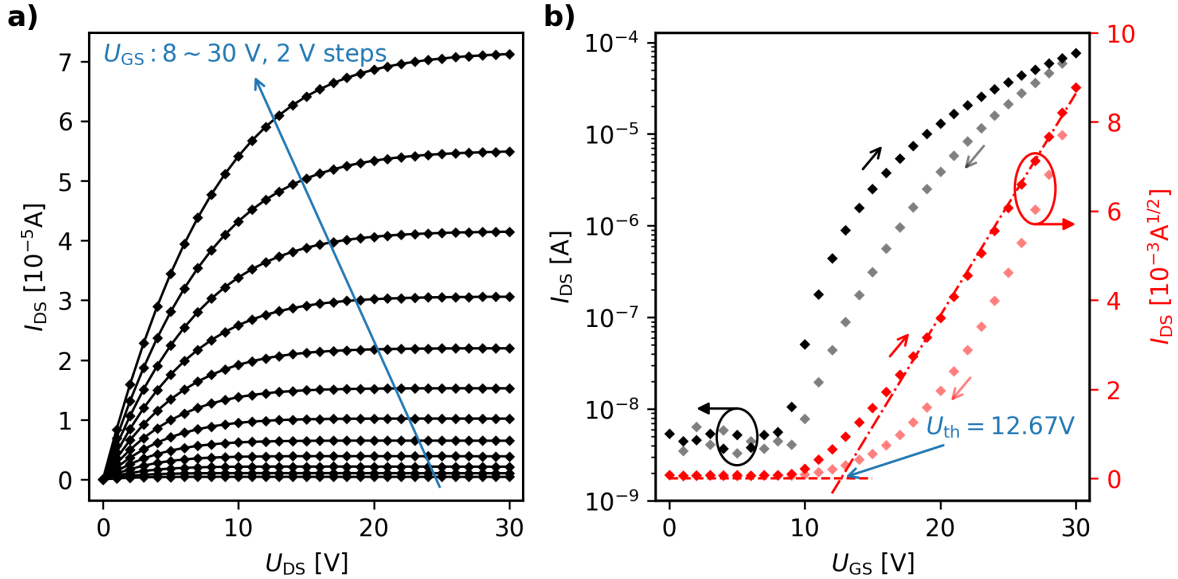 a)
U_GS : 8 ~ 30 V, 2 V steps
7
6
5
4
3
2
1
0
I_DS [10⁻⁵A]
0 10 20 30
U_DS [V]
b)
10⁻⁴
10⁻⁵
10⁻⁶
10⁻⁷
10⁻⁸
10⁻⁹
I_DS [A]
U_th = 12.67V
0 10 20 30
U_GS [V]
10
8
6
4
2
0
I_DS [10⁻³A^1/2]